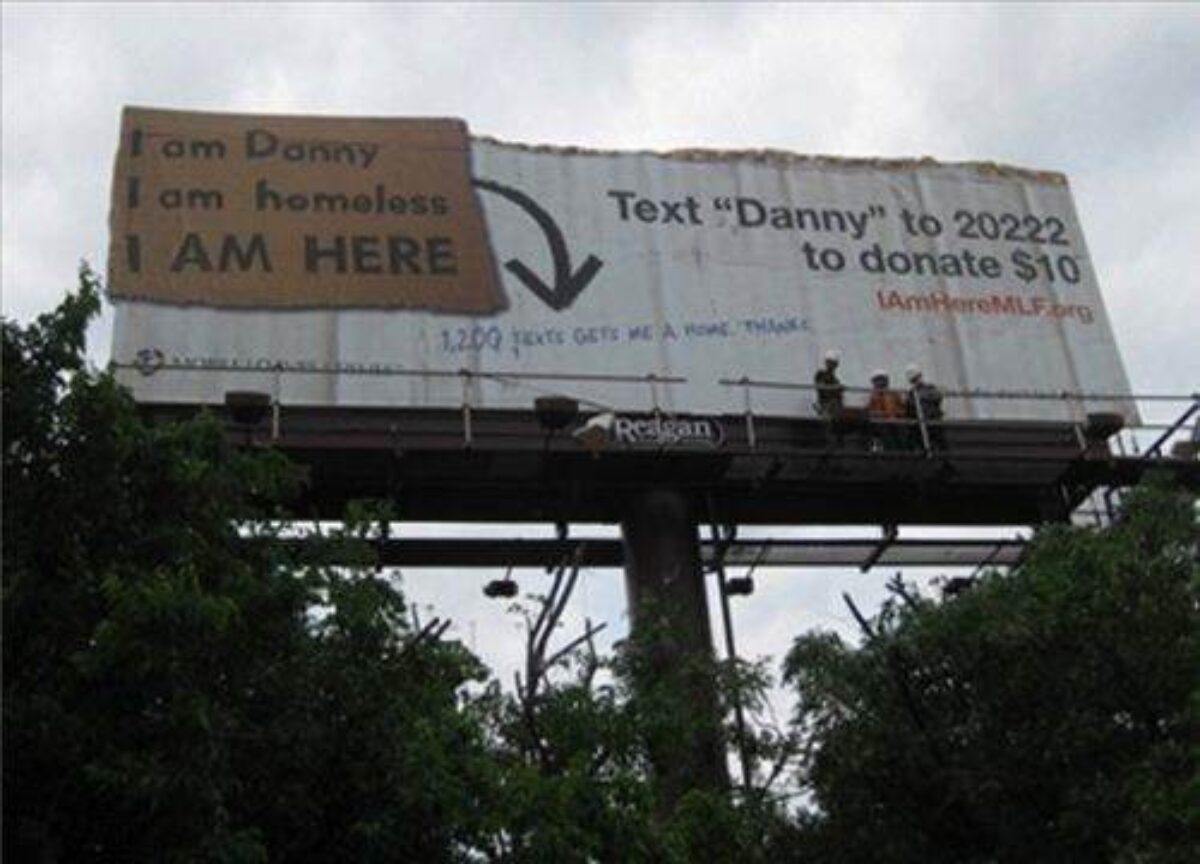 I am Danny
I am homeless
I AM HERE
Text “Danny” to 20222
to donate $10
IAmHereMLF.org
1,200 TEXTS GETS ME A HOME. THANKS
Reagan